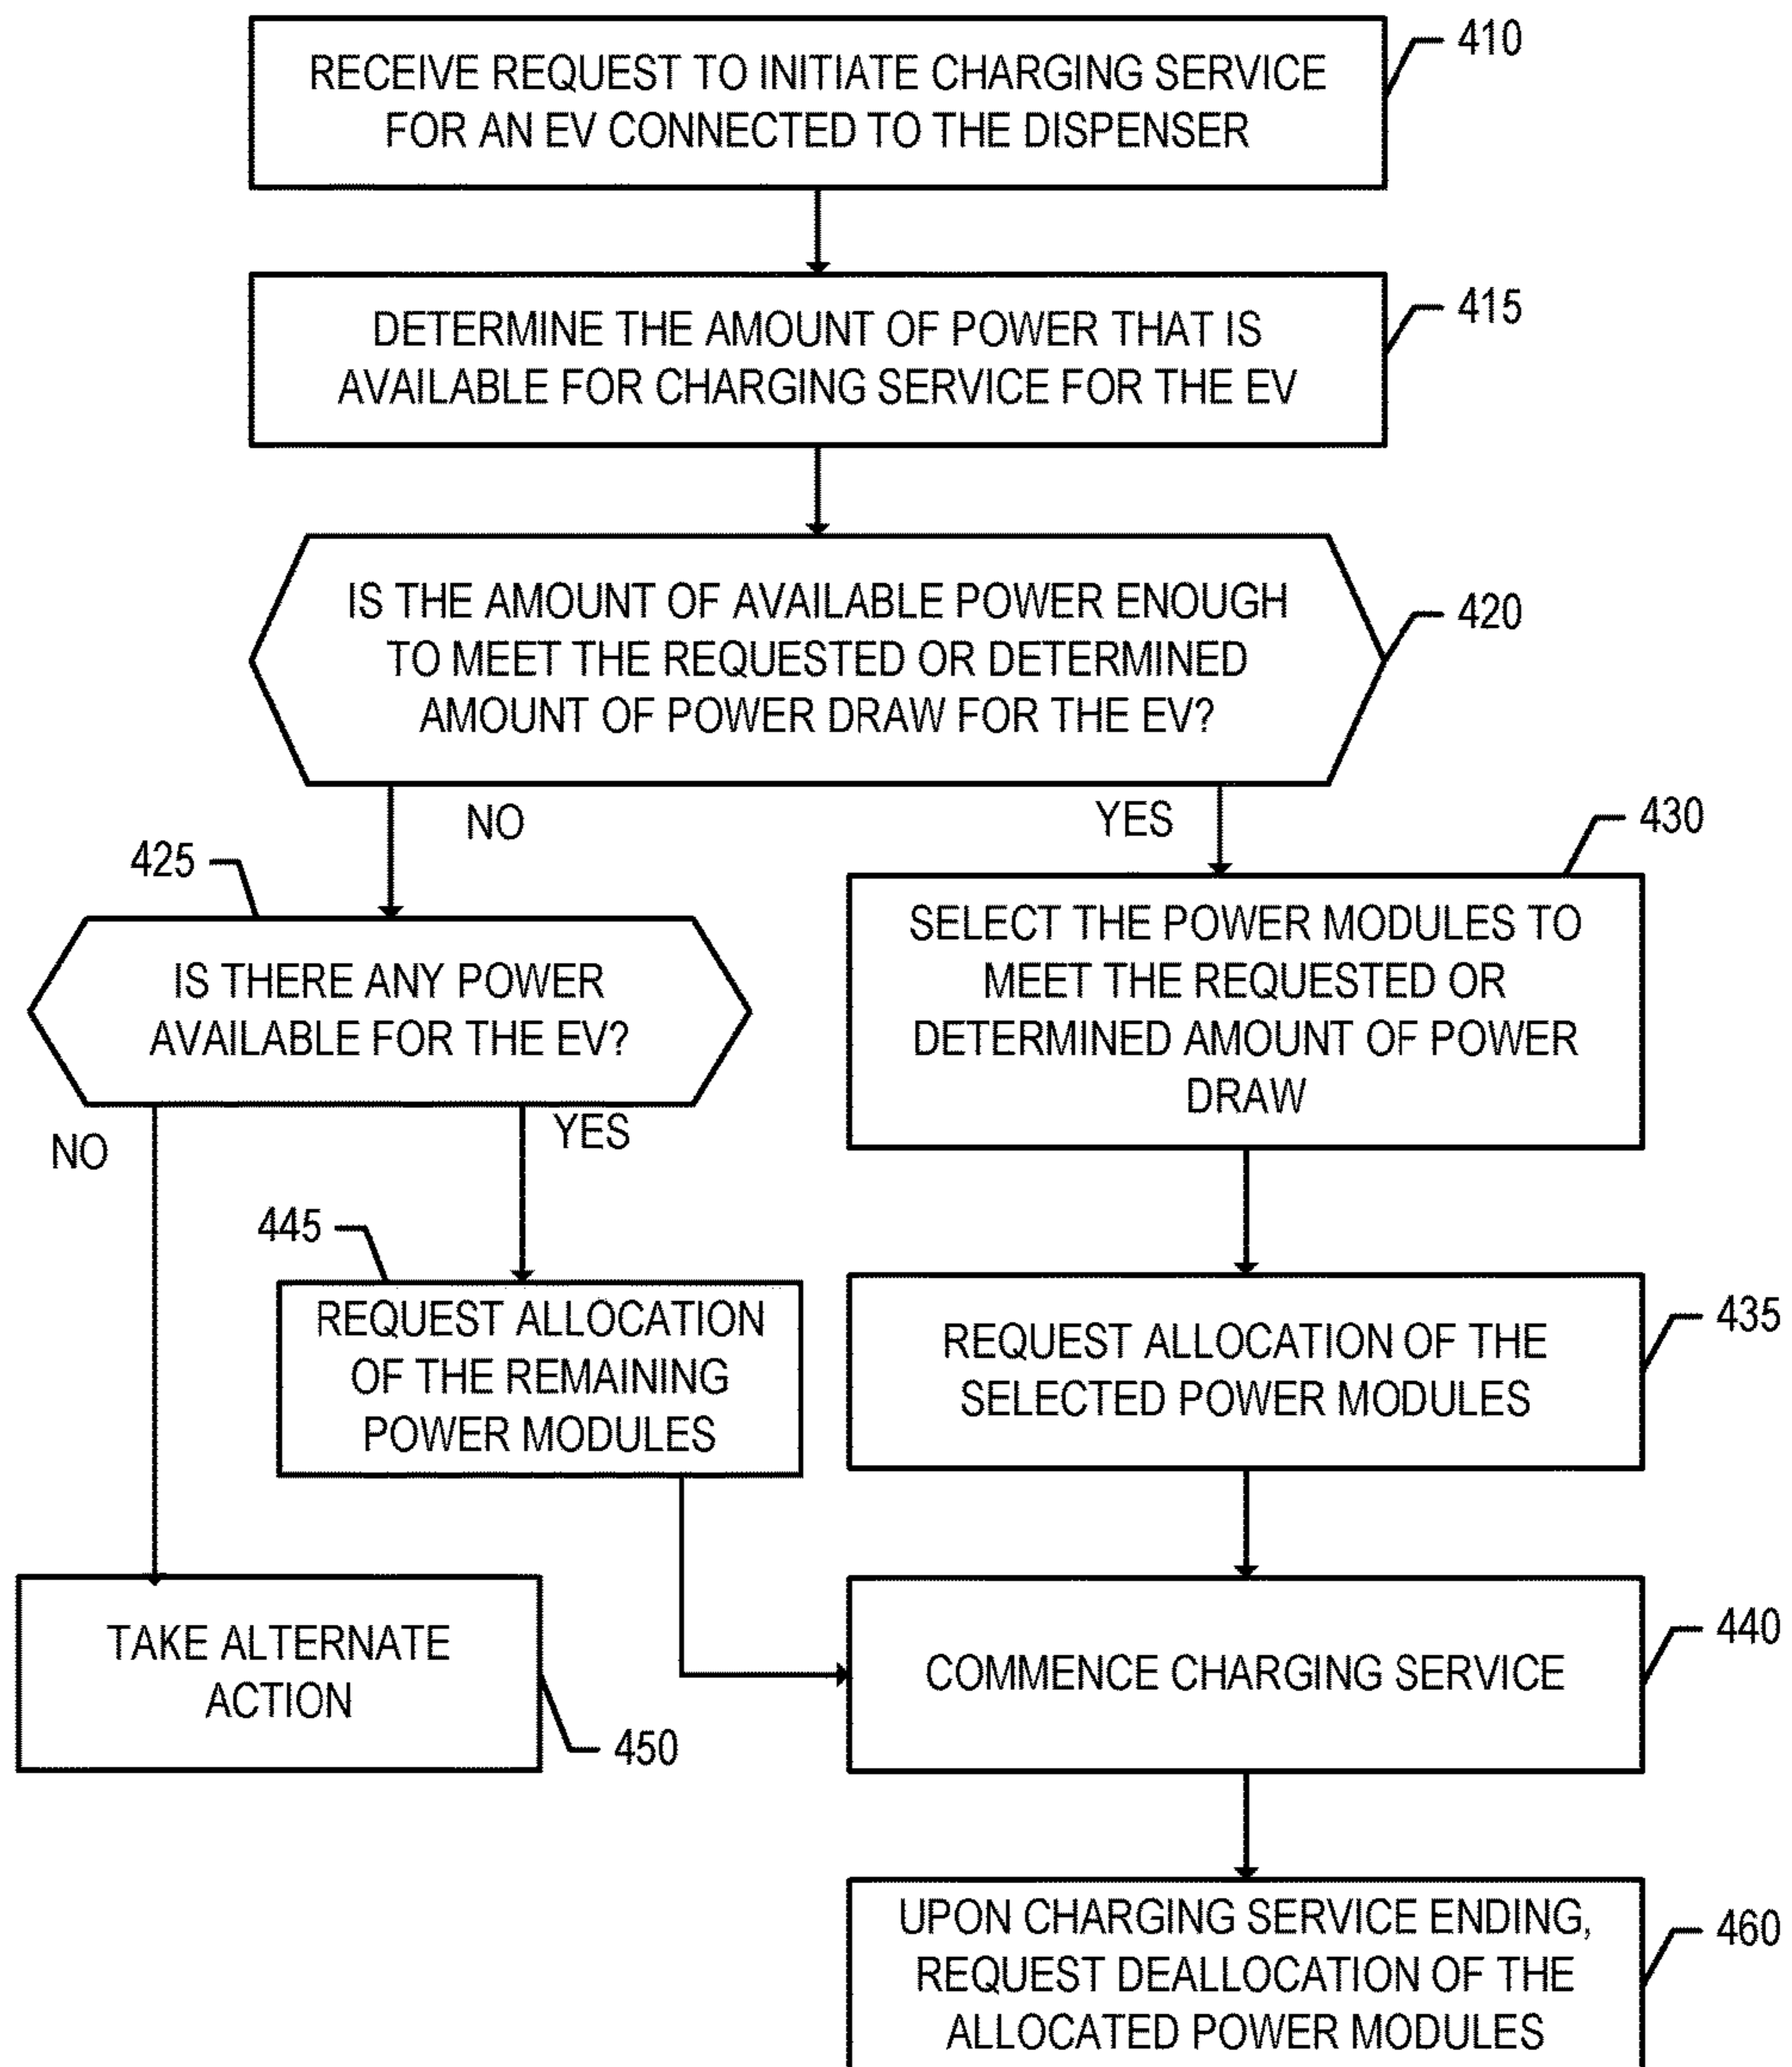 RECEIVE REQUEST TO INITIATE CHARGING SERVICE
FOR AN EV CONNECTED TO THE DISPENSER
410
DETERMINE THE AMOUNT OF POWER THAT IS
AVAILABLE FOR CHARGING SERVICE FOR THE EV
415
IS THE AMOUNT OF AVAILABLE POWER ENOUGH
TO MEET THE REQUESTED OR DETERMINED
AMOUNT OF POWER DRAW FOR THE EV?
420
NO
YES
425
IS THERE ANY POWER
AVAILABLE FOR THE EV?
430
SELECT THE POWER MODULES TO
MEET THE REQUESTED OR
DETERMINED AMOUNT OF POWER
DRAW
NO
YES
445
REQUEST ALLOCATION
OF THE REMAINING
POWER MODULES
REQUEST ALLOCATION OF THE
SELECTED POWER MODULES
435
TAKE ALTERNATE
ACTION
450
COMMENCE CHARGING SERVICE
440
UPON CHARGING SERVICE ENDING,
REQUEST DEALLOCATION OF THE
ALLOCATED POWER MODULES
460